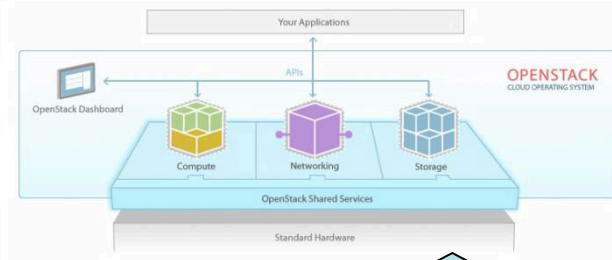 Your Applications
APIs
OPENSTACK
CLOUD OPERATING SYSTEM
OpenStack Dashboard
Compute
Networking
Storage
OpenStack Shared Services
Standard Hardware